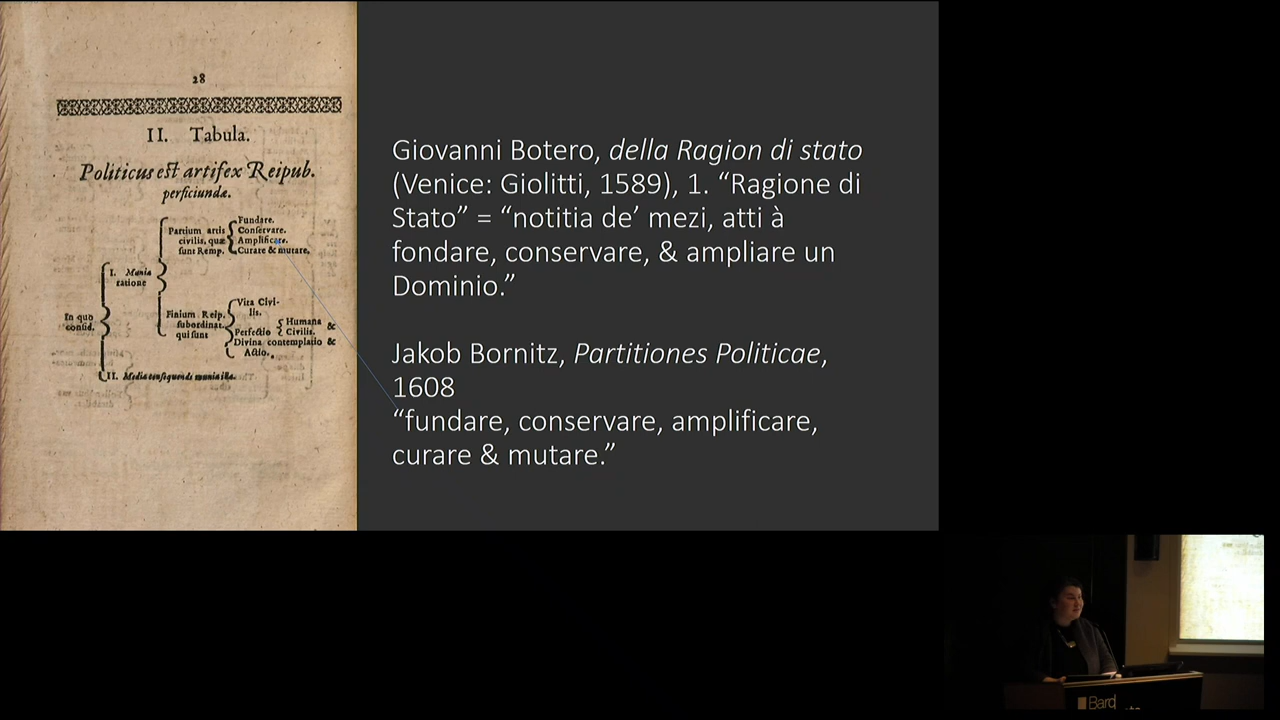 28
II. Tabula.
Politicus est artifex Reipub.
perficiundæ.
Partium artis
civilis, quæ
sunt Remp.
Fundare.
Conservare.
Amplificare.
Curare & mutare.
I. Munia
ratione
In quo
consid.
Finium Reip.
subordinat.
qui sunt
Vita Civi-
lis.
Perfectio
Humana &
Civilis.
Divina contemplatio &
Actio.
II. Media consequendi munia illa.
Giovanni Botero, della Ragion di stato
(Venice: Giolitti, 1589), 1. “Ragione di
Stato” = “notitia de’ mezi, atti à
fondare, conservare, & ampliare un
Dominio.”
Jakob Bornitz, Partitiones Politicae,
1608
“fundare, conservare, amplificare,
curare & mutare.”
Bard